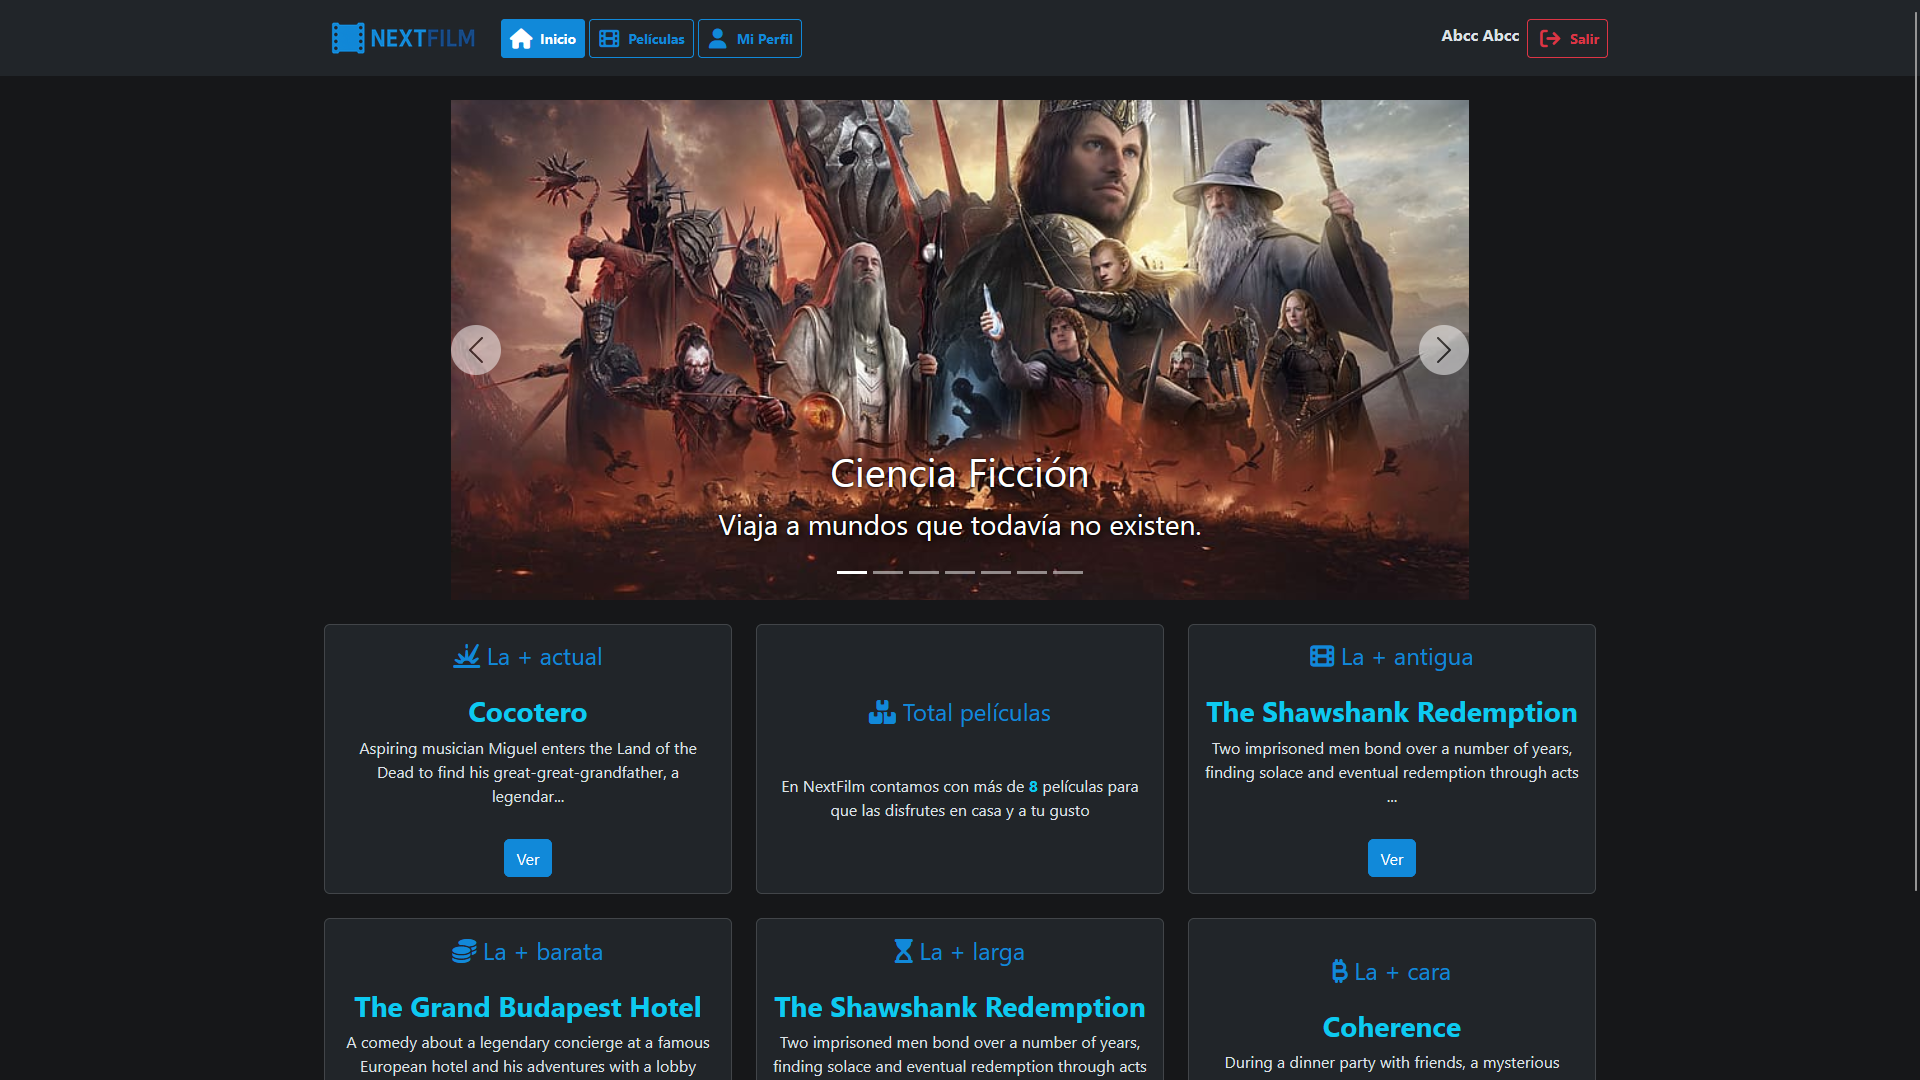 NEXTFILM
Inicio
Películas
Mi Perfil
Abcc Abcc
Salir
Ciencia Ficción
Viaja a mundos que todavía no existen.
La + actual
Cocotero
Aspiring musician Miguel enters the Land of the
Dead to find his great-great-grandfather, a
legendar...
Ver
Total películas
En NextFilm contamos con más de 8 películas para
que las disfrutes en casa y a tu gusto
La + antigua
The Shawshank Redemption
Two imprisoned men bond over a number of years,
finding solace and eventual redemption through acts
...
Ver
La + barata
The Grand Budapest Hotel
A comedy about a legendary concierge at a famous
European hotel and his adventures with a lobby
La + larga
The Shawshank Redemption
Two imprisoned men bond over a number of years,
finding solace and eventual redemption through acts
La + cara
Coherence
During a dinner party with friends, a mysterious